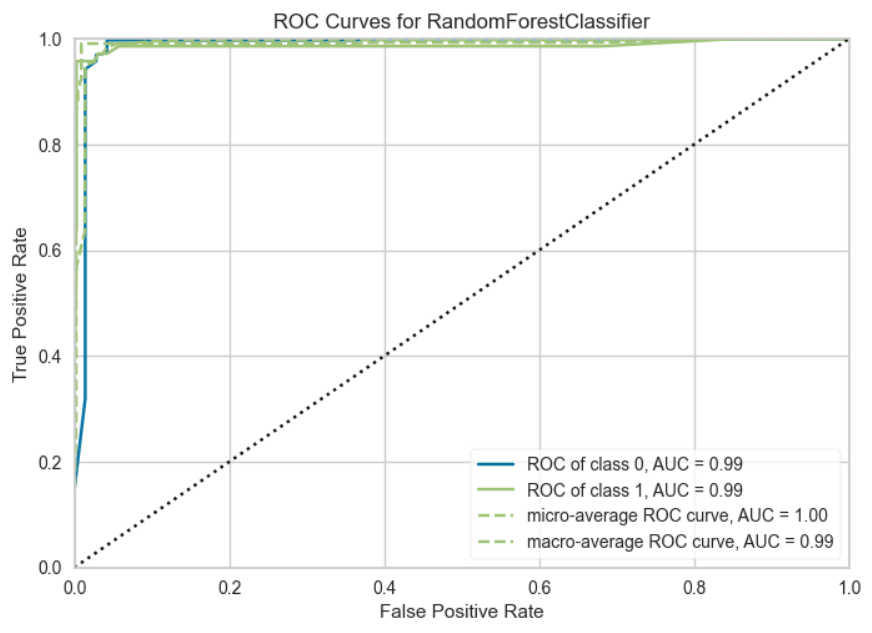 ROC Curves for RandomForestClassifier
1.0
0.8
0.6
0.4
0.2
0.0
True Positive Rate
ROC of class 0, AUC = 0.99
ROC of class 1, AUC = 0.99
micro-average ROC curve, AUC = 1.00
macro-average ROC curve, AUC = 0.99
0.0 0.2 0.4 0.6 0.8 1.0
False Positive Rate